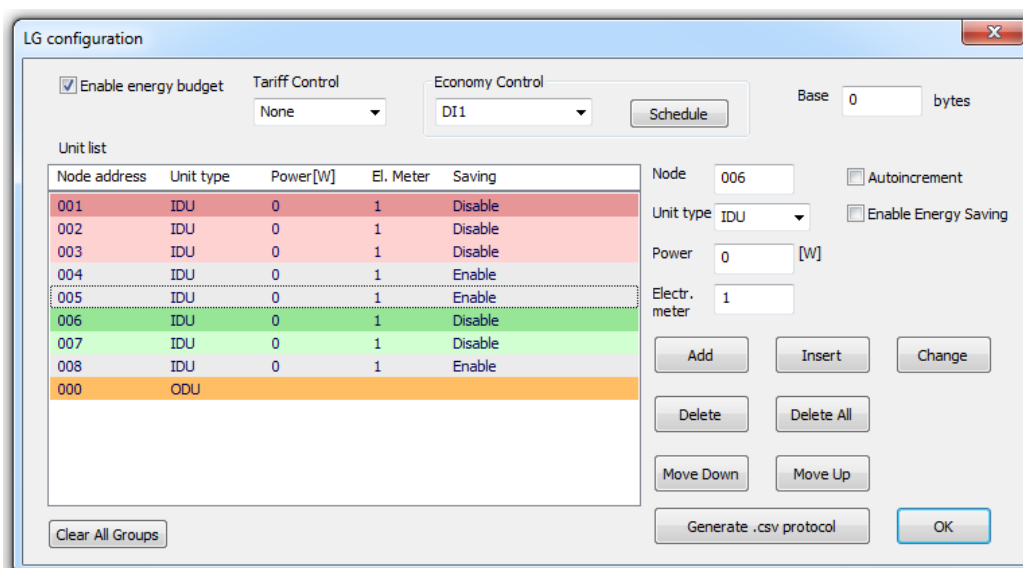 LG configuration
Enable energy budget Tariff Control Economy Control
None DI1 Schedule Base 0 bytes
Unit list
Node address Unit type Power[W] El. Meter Saving
001 IDU 0 1 Disable
002 IDU 0 1 Disable
003 IDU 0 1 Disable
004 IDU 0 1 Enable
005 IDU 0 1 Enable
006 IDU 0 1 Disable
007 IDU 0 1 Disable
008 IDU 0 1 Enable
000 ODU
Node 006 Autoincrement
Unit type IDU Enable Energy Saving
Power 0 [W]
Electr.
meter 1
Add Insert Change
Delete Delete All
Move Down Move Up
Clear All Groups Generate .csv protocol OK